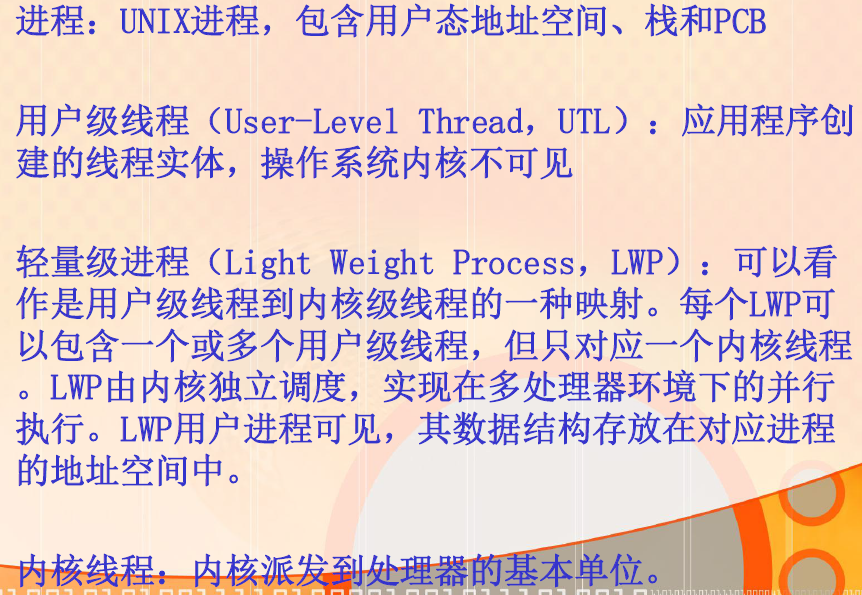 进程：UNIX进程，包含用户态地址空间、栈和PCB
用户级线程（User-Level Thread，UTL）：应用程序创
建的线程实体，操作系统内核不可见
轻量级进程（Light Weight Process，LWP）：可以看
作是用户级线程到内核级线程的一种映射。每个LWP可
以包含一个或多个用户级线程，但只对应一个内核线程
。LWP由内核独立调度，实现在多处理器环境下的并行
执行。LWP用户进程可见，其数据结构存放在对应进程
的地址空间中。
内核线程：内核派发到处理器的基本单位。